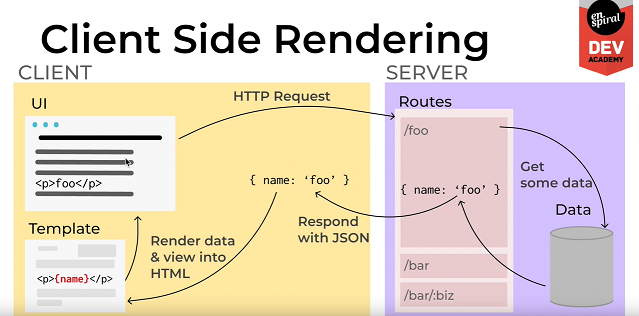 Client Side Rendering
en
spiral
DEV
ACADEMY
CLIENT
SERVER
UI
HTTP Request
Routes
/foo
<p>foo</p>
{ name: ‘foo’ }
{ name: ‘foo’ }
Get
some data
Template
Render data
& view into
HTML
Respond
with JSON
Data
<p>{name}</p>
/bar
/bar/:biz